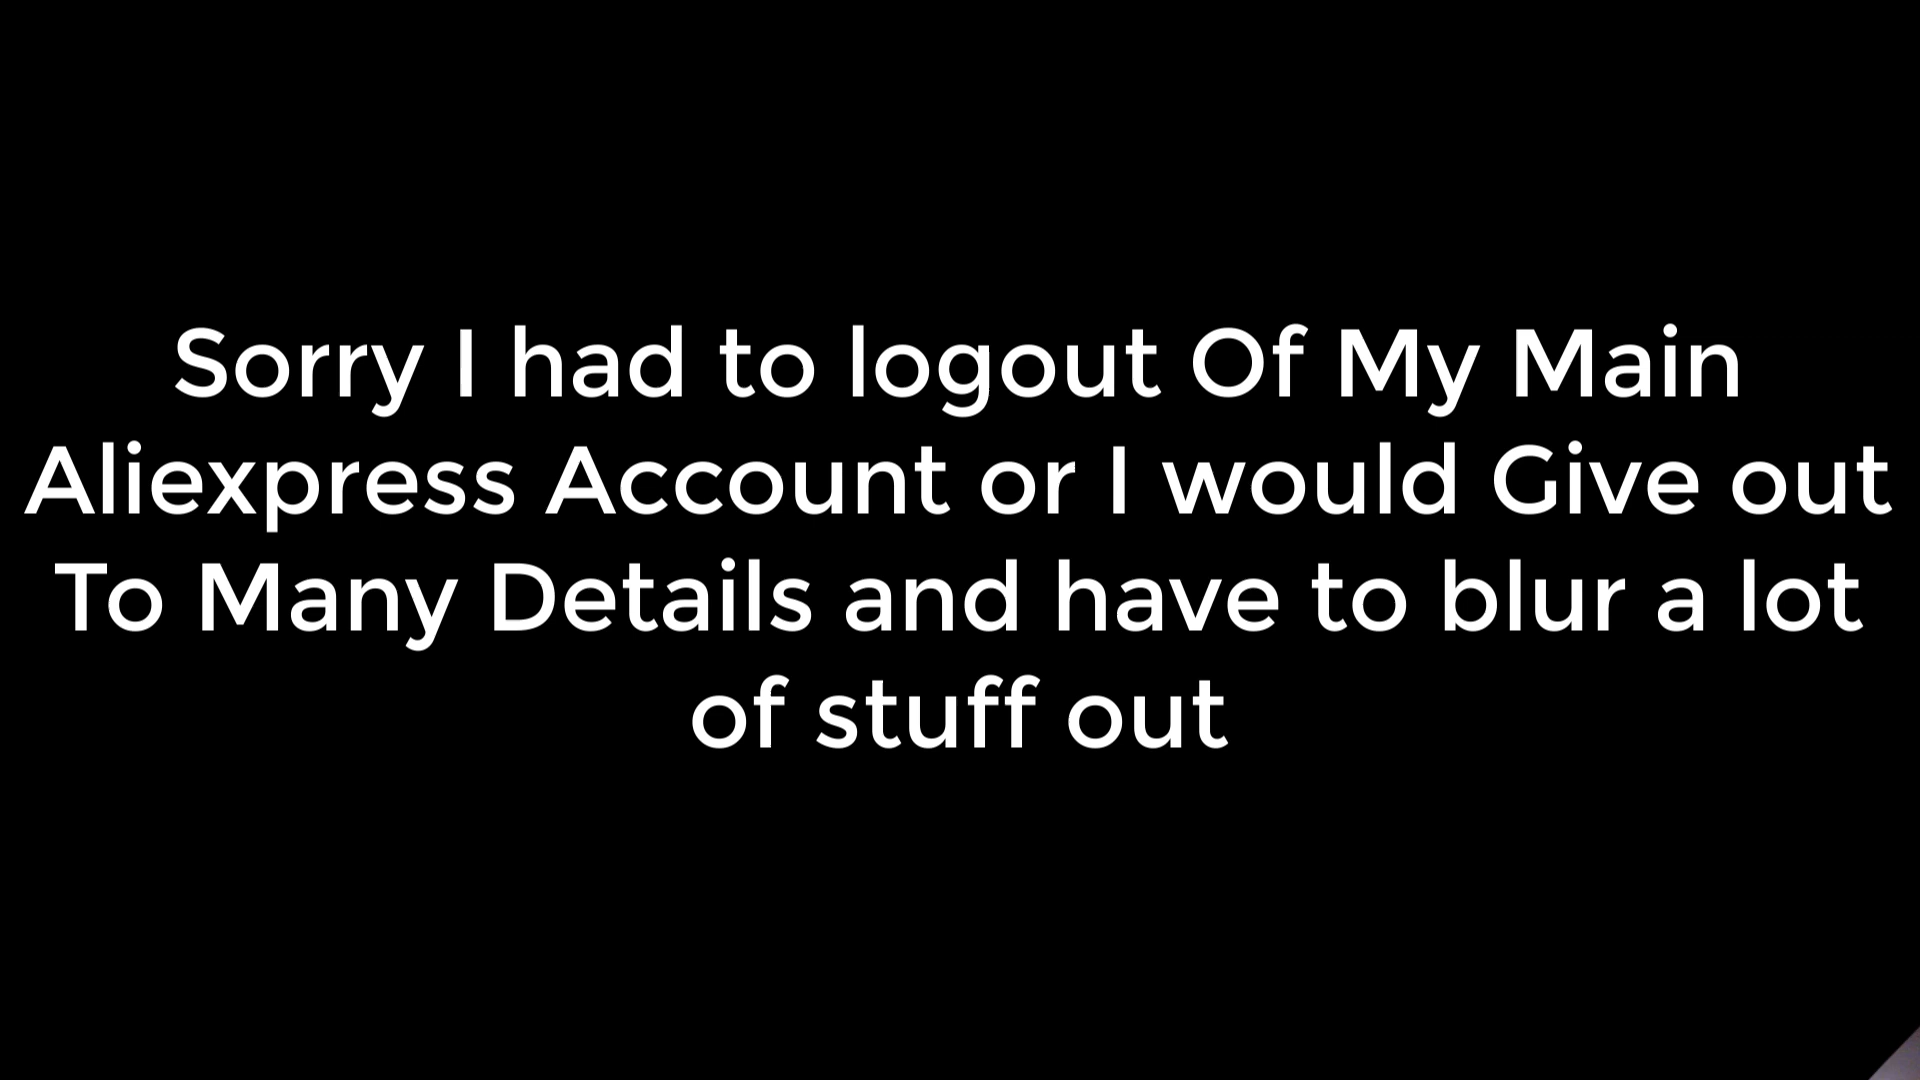 Sorry I had to logout Of My Main
Aliexpress Account or I would Give out
To Many Details and have to blur a lot
of stuff out